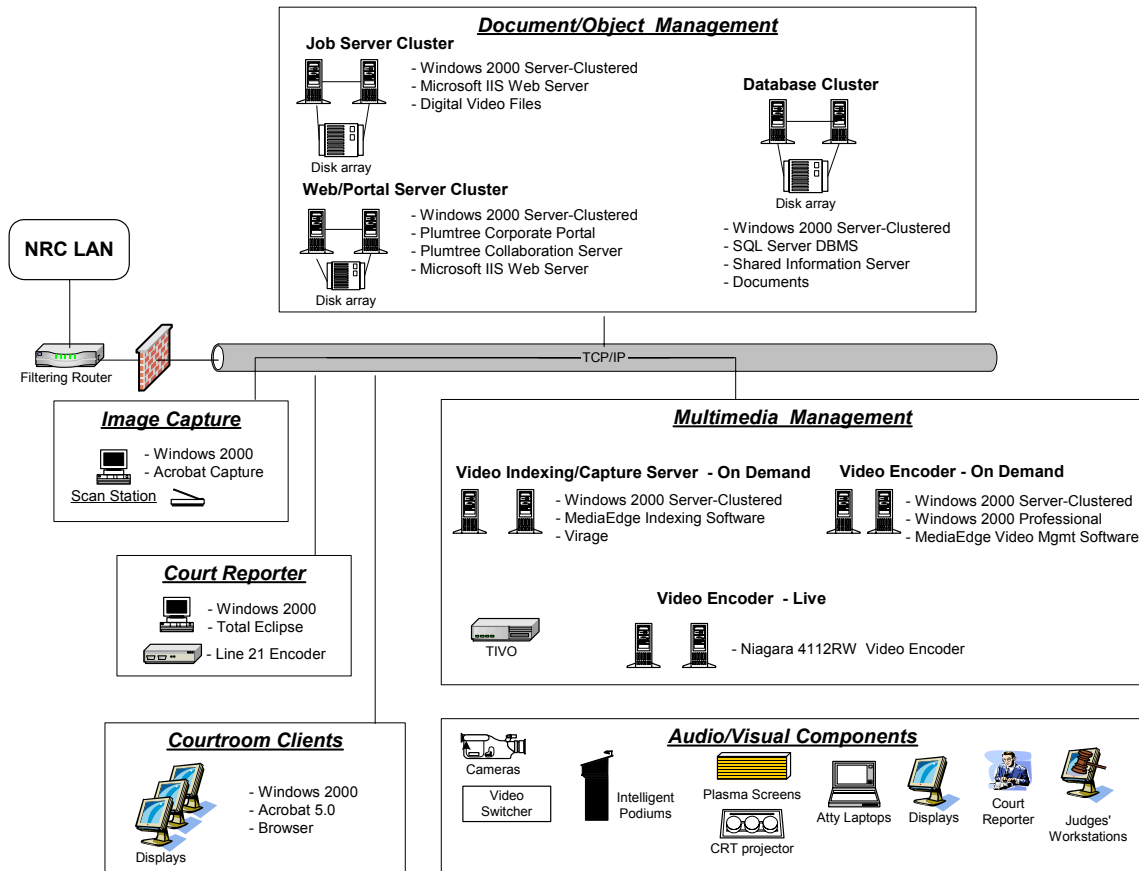 Document/Object Management
Job Server Cluster
- Windows 2000 Server-Clustered
- Microsoft IIS Web Server
- Digital Video Files
Disk array
Database Cluster
Disk array
- Windows 2000 Server-Clustered
- SQL Server DBMS
- Shared Information Server
- Documents
Web/Portal Server Cluster
- Windows 2000 Server-Clustered
- Plumtree Corporate Portal
- Plumtree Collaboration Server
- Microsoft IIS Web Server
Disk array
NRC LAN
Filtering Router
TCP/IP
Image Capture
- Windows 2000
- Acrobat Capture
Scan Station
Multimedia Management
Video Indexing/Capture Server - On Demand
- Windows 2000 Server-Clustered
- MediaEdge Indexing Software
- Virage
Video Encoder - On Demand
- Windows 2000 Server-Clustered
- Windows 2000 Professional
- MediaEdge Video Mgmt Software
Video Encoder - Live
TIVO
- Niagara 4112RW Video Encoder
Court Reporter
- Windows 2000
- Total Eclipse
- Line 21 Encoder
Courtroom Clients
- Windows 2000
- Acrobat 5.0
- Browser
Displays
Audio/Visual Components
Cameras
Video
Switcher
Intelligent
Podiums
Plasma Screens
CRT projector
Atty Laptops
Displays
Court
Reporter
Judges'
Workstations